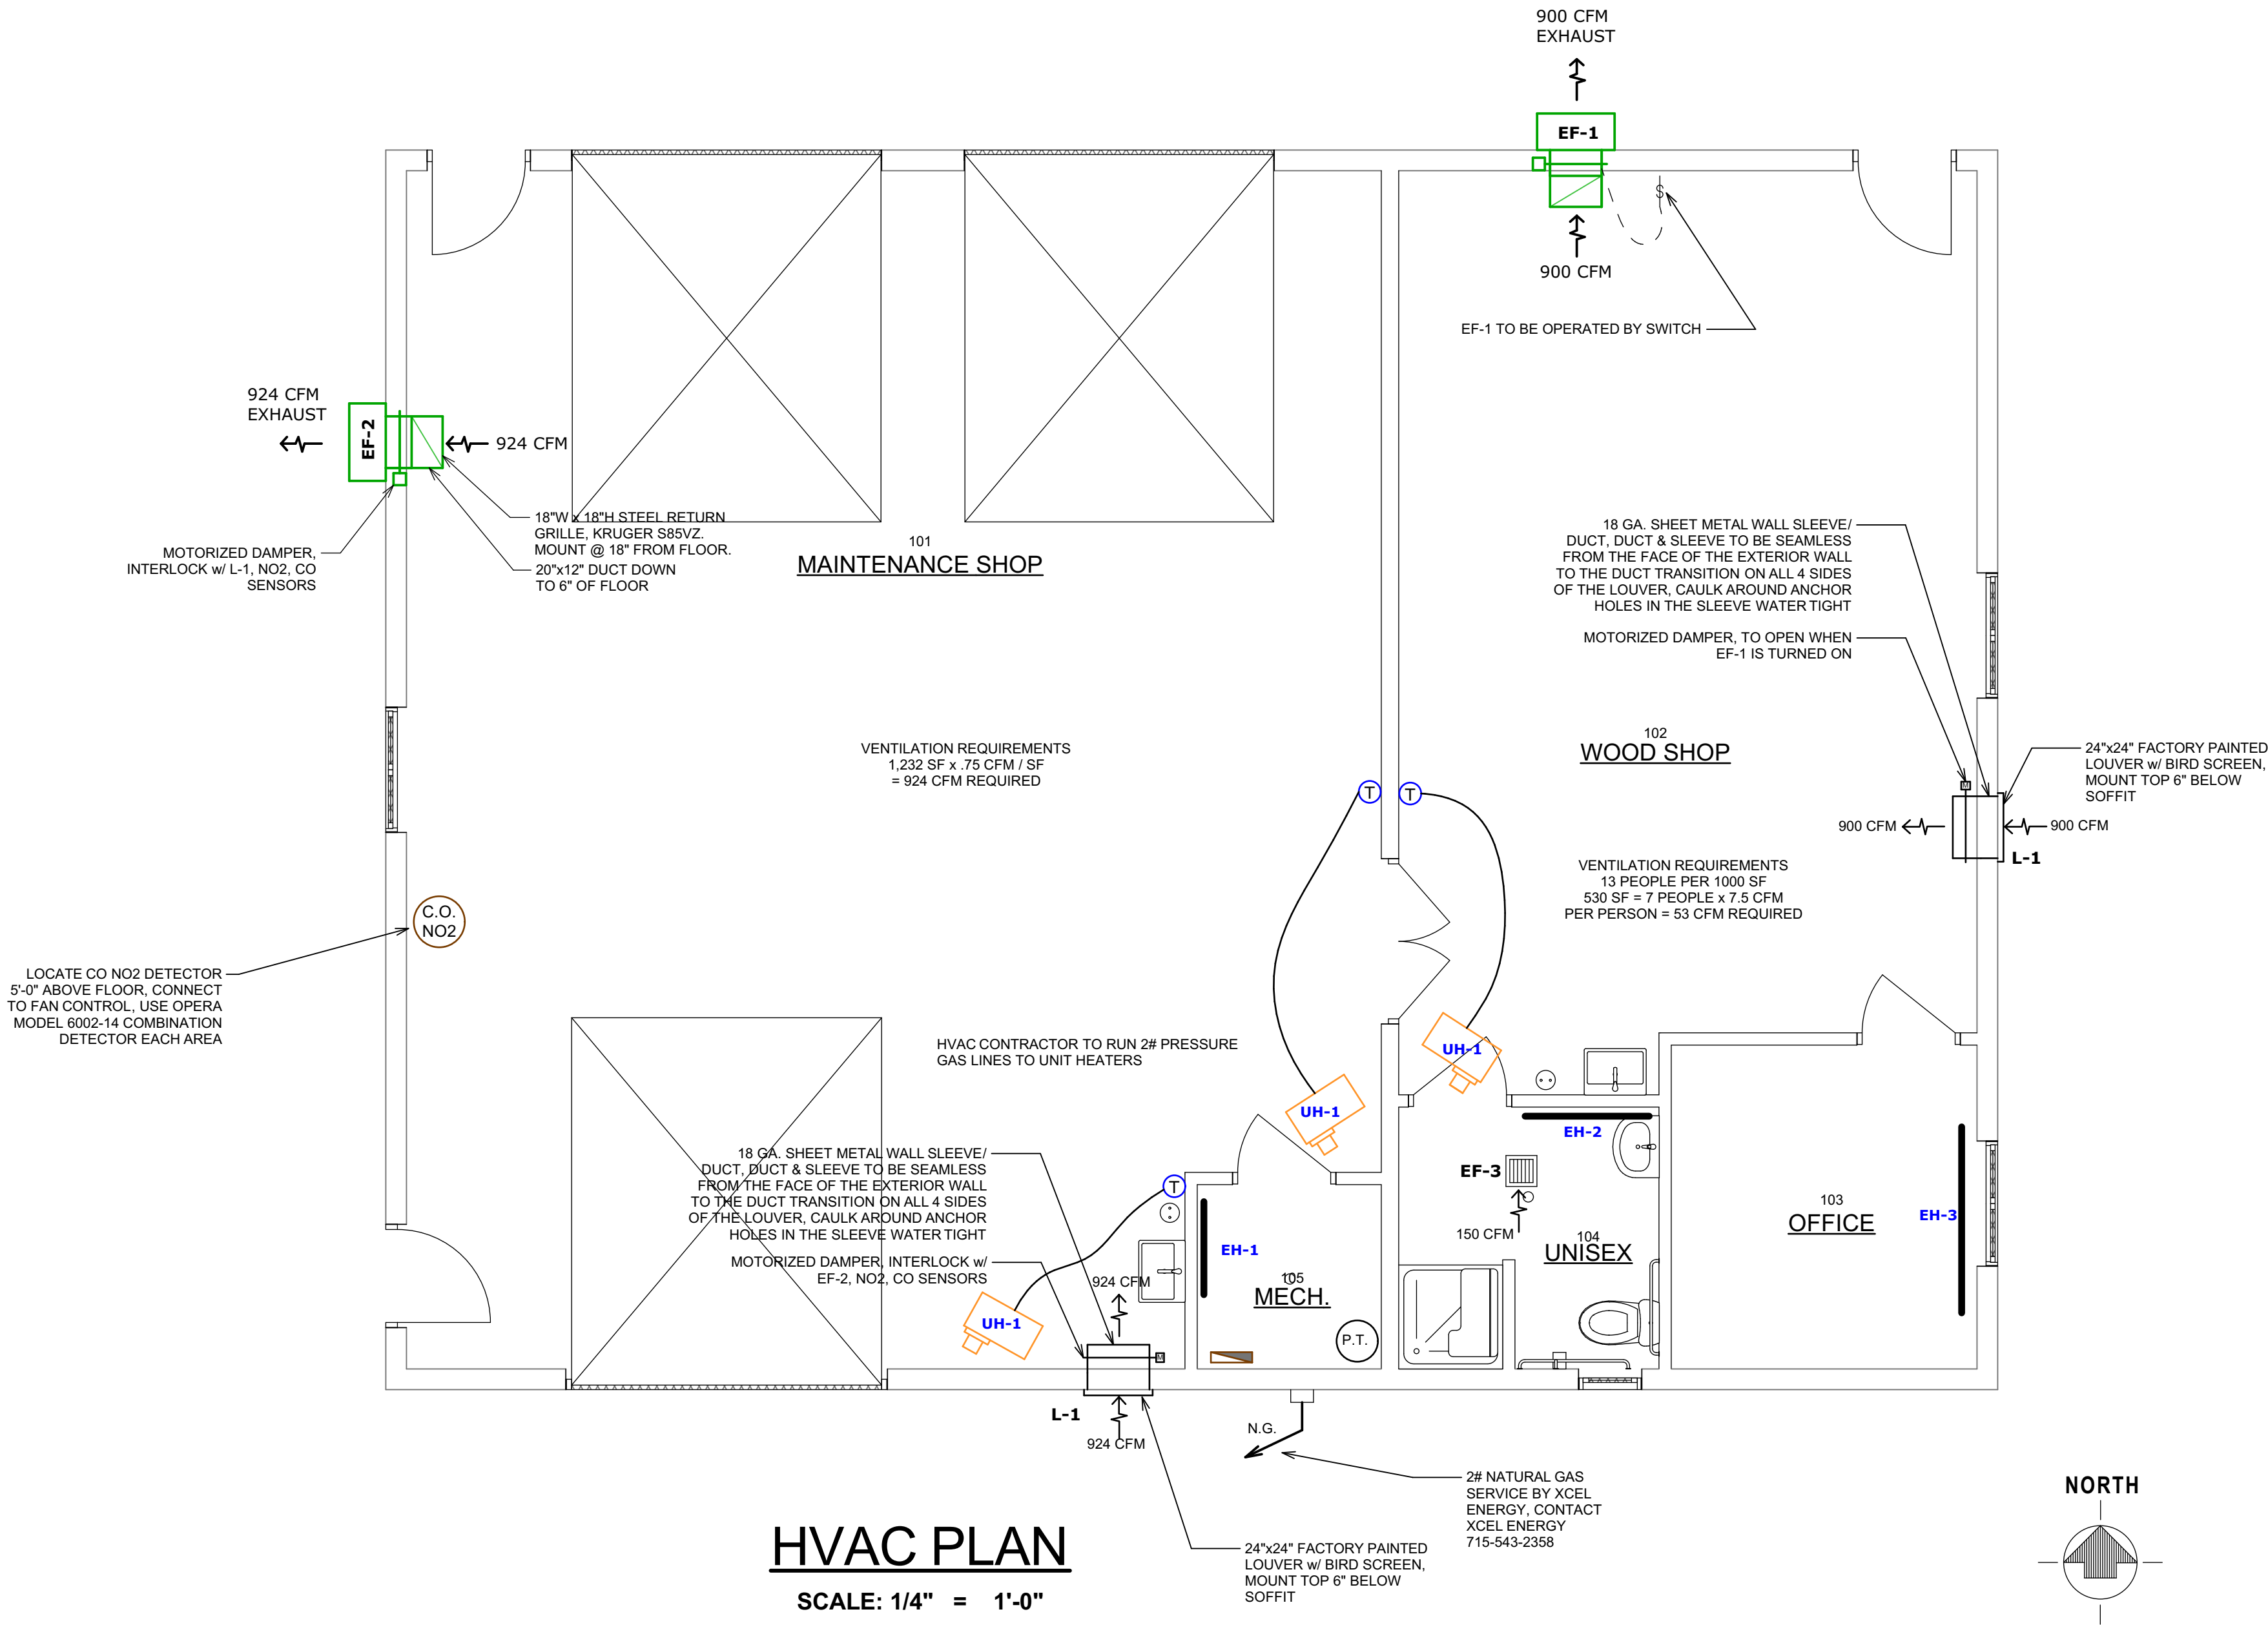 900 CFM
EXHAUST
EF-1
900 CFM
S
EF-1 TO BE OPERATED BY SWITCH
924 CFM
EXHAUST
EF-2
924 CFM
18"W x 18"H STEEL RETURN
GRILLE, KRUGER S85VZ.
MOUNT @ 18" FROM FLOOR.
20"x12" DUCT DOWN
TO 6" OF FLOOR
MOTORIZED DAMPER,
INTERLOCK w/ L-1, NO2, CO
SENSORS
101
MAINTENANCE SHOP
18 GA. SHEET METAL WALL SLEEVE/
DUCT, DUCT & SLEEVE TO BE SEAMLESS
FROM THE FACE OF THE EXTERIOR WALL
TO THE DUCT TRANSITION ON ALL 4 SIDES
OF THE LOUVER, CAULK AROUND ANCHOR
HOLES IN THE SLEEVE WATER TIGHT
MOTORIZED DAMPER, TO OPEN WHEN
EF-1 IS TURNED ON
102
WOOD SHOP
24"x24" FACTORY PAINTED
LOUVER w/ BIRD SCREEN,
MOUNT TOP 6" BELOW
SOFFIT
VENTILATION REQUIREMENTS
1,232 SF x .75 CFM / SF
= 924 CFM REQUIRED
T
T
M
900 CFM
900 CFM
L-1
VENTILATION REQUIREMENTS
13 PEOPLE PER 1000 SF
530 SF = 7 PEOPLE x 7.5 CFM
PER PERSON = 53 CFM REQUIRED
C.O.
NO2
LOCATE CO NO2 DETECTOR
5'-0" ABOVE FLOOR, CONNECT
TO FAN CONTROL, USE OPERA
MODEL 6002-14 COMBINATION
DETECTOR EACH AREA
HVAC CONTRACTOR TO RUN 2# PRESSURE
GAS LINES TO UNIT HEATERS
UH-1
UH-1
EH-2
18 GA. SHEET METAL WALL SLEEVE/
DUCT, DUCT & SLEEVE TO BE SEAMLESS
FROM THE FACE OF THE EXTERIOR WALL
TO THE DUCT TRANSITION ON ALL 4 SIDES
OF THE LOUVER, CAULK AROUND ANCHOR
HOLES IN THE SLEEVE WATER TIGHT
MOTORIZED DAMPER, INTERLOCK w/
EF-2, NO2, CO SENSORS
T
EF-3
150 CFM
103
OFFICE
EH-3
104
UNISEX
EH-1
924 CFM
105
MECH.
UH-1
P.T.
M
L-1
924 CFM
N.G.
2# NATURAL GAS
SERVICE BY XCEL
ENERGY, CONTACT
XCEL ENERGY
715-543-2358
24"x24" FACTORY PAINTED
LOUVER w/ BIRD SCREEN,
MOUNT TOP 6" BELOW
SOFFIT
HVAC PLAN
SCALE: 1/4" = 1'-0"
NORTH